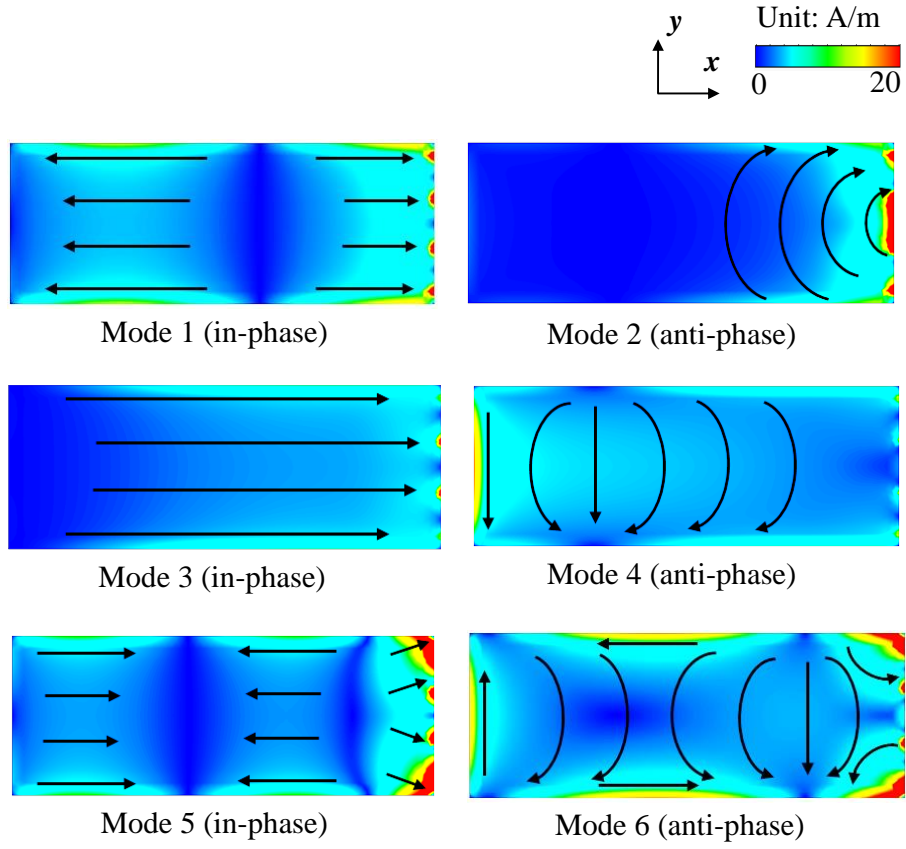 Unit: A/m
y
x
0 20
Mode 1 (in-phase)
Mode 2 (anti-phase)
Mode 3 (in-phase)
Mode 4 (anti-phase)
Mode 5 (in-phase)
Mode 6 (anti-phase)